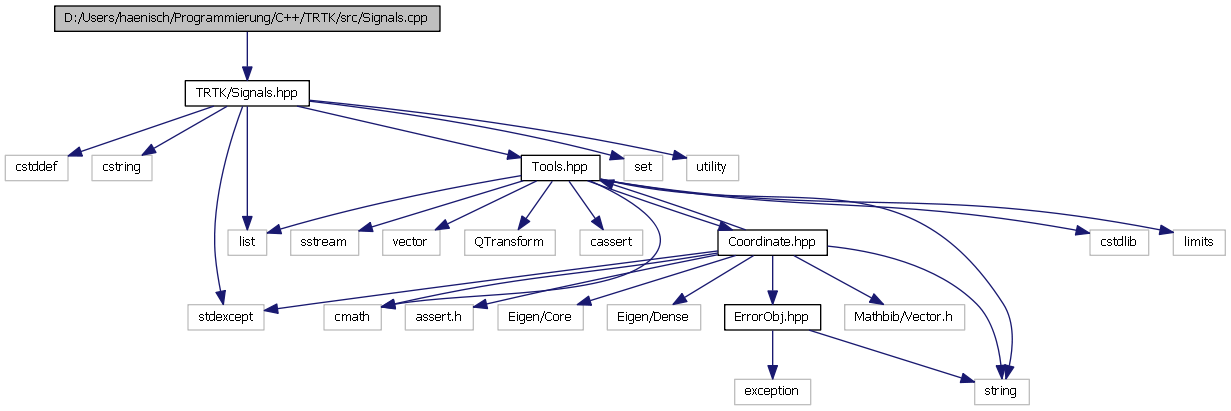 D:/Users/haenisch/Programmierung/C++/TRTK/src/Signals.cpp
TRTK/Signals.hpp
cstddef
cstring
Tools.hpp
set
utility
list
sstream
vector
QTransform
cassert
Coordinate.hpp
cstdlib
limits
stdexcept
cmath
assert.h
Eigen/Core
Eigen/Dense
ErrorObj.hpp
Mathbib/Vector.h
exception
string